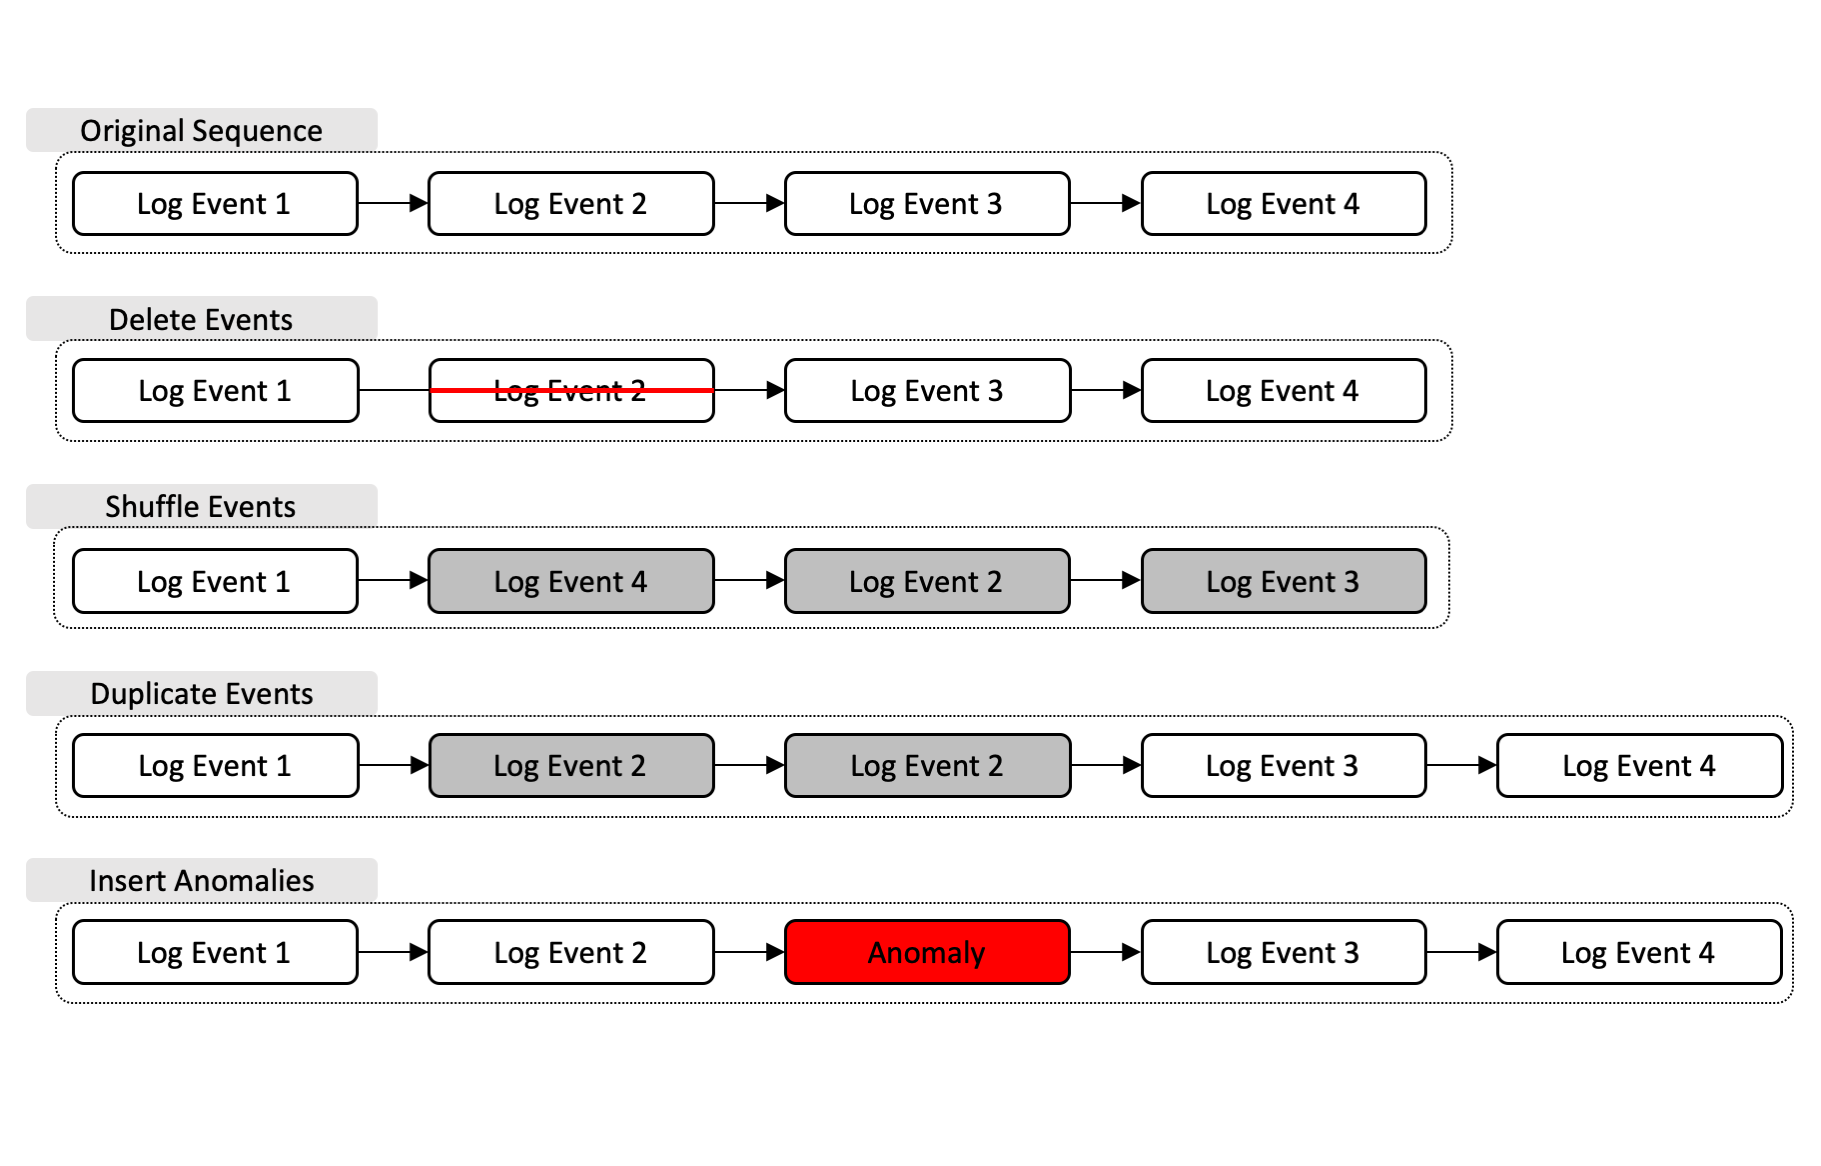 Original Sequence
Log Event 1 Log Event 2 Log Event 3 Log Event 4
Delete Events
Log Event 1 Log Event 2 Log Event 3 Log Event 4
Shuffle Events
Log Event 1 Log Event 4 Log Event 2 Log Event 3
Duplicate Events
Log Event 1 Log Event 2 Log Event 2 Log Event 3 Log Event 4
Insert Anomalies
Log Event 1 Log Event 2 Anomaly Log Event 3 Log Event 4